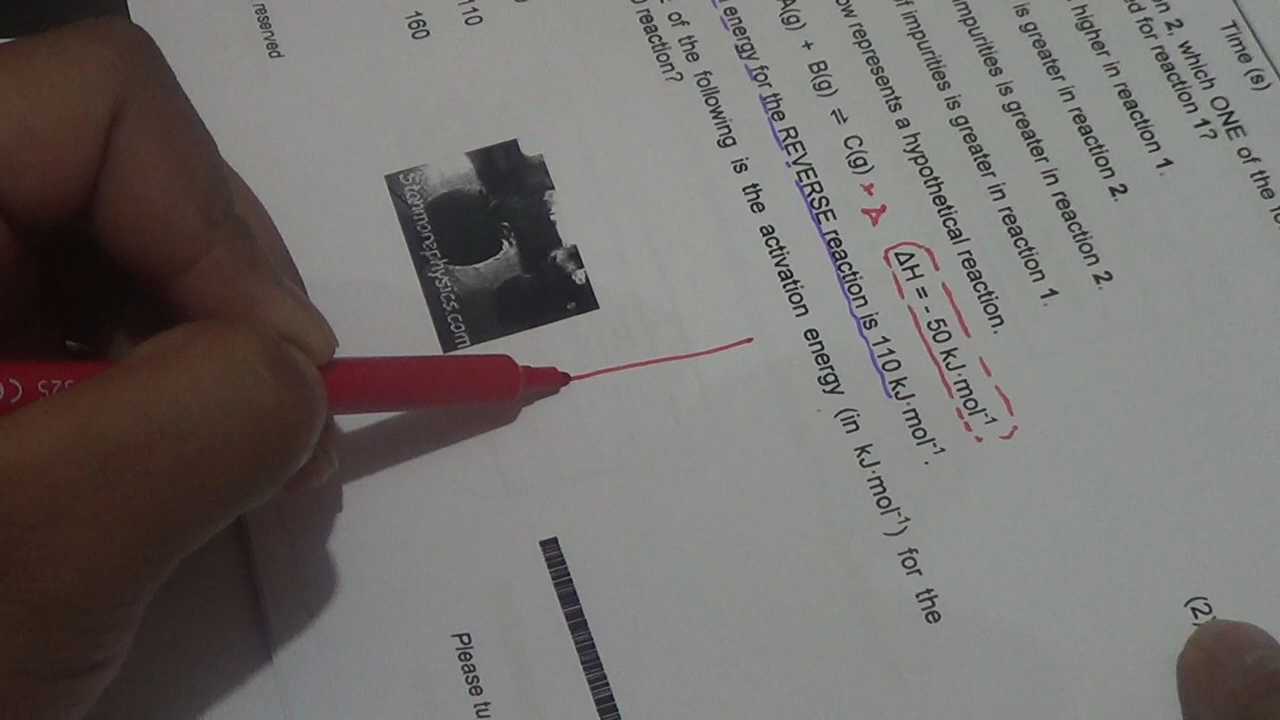 Time (s)
on 2, which ONE of the
for reaction 1?
higher in reaction 1.
is greater in reaction 2.
impurities is greater in reaction 2.
f impurities is greater in reaction 1.
ow represents a hypothetical reaction.
A(g) + B(g) ⇌ C(g) ΔH = - 50 kJ·mol⁻¹
energy for the REVERSE reaction is 110 kJ·mol⁻¹.
of the following is the activation energy (in kJ·mol⁻¹) for the
) reaction?
(2)
110
160
Stanmorephysics.com
reserved
Please tu